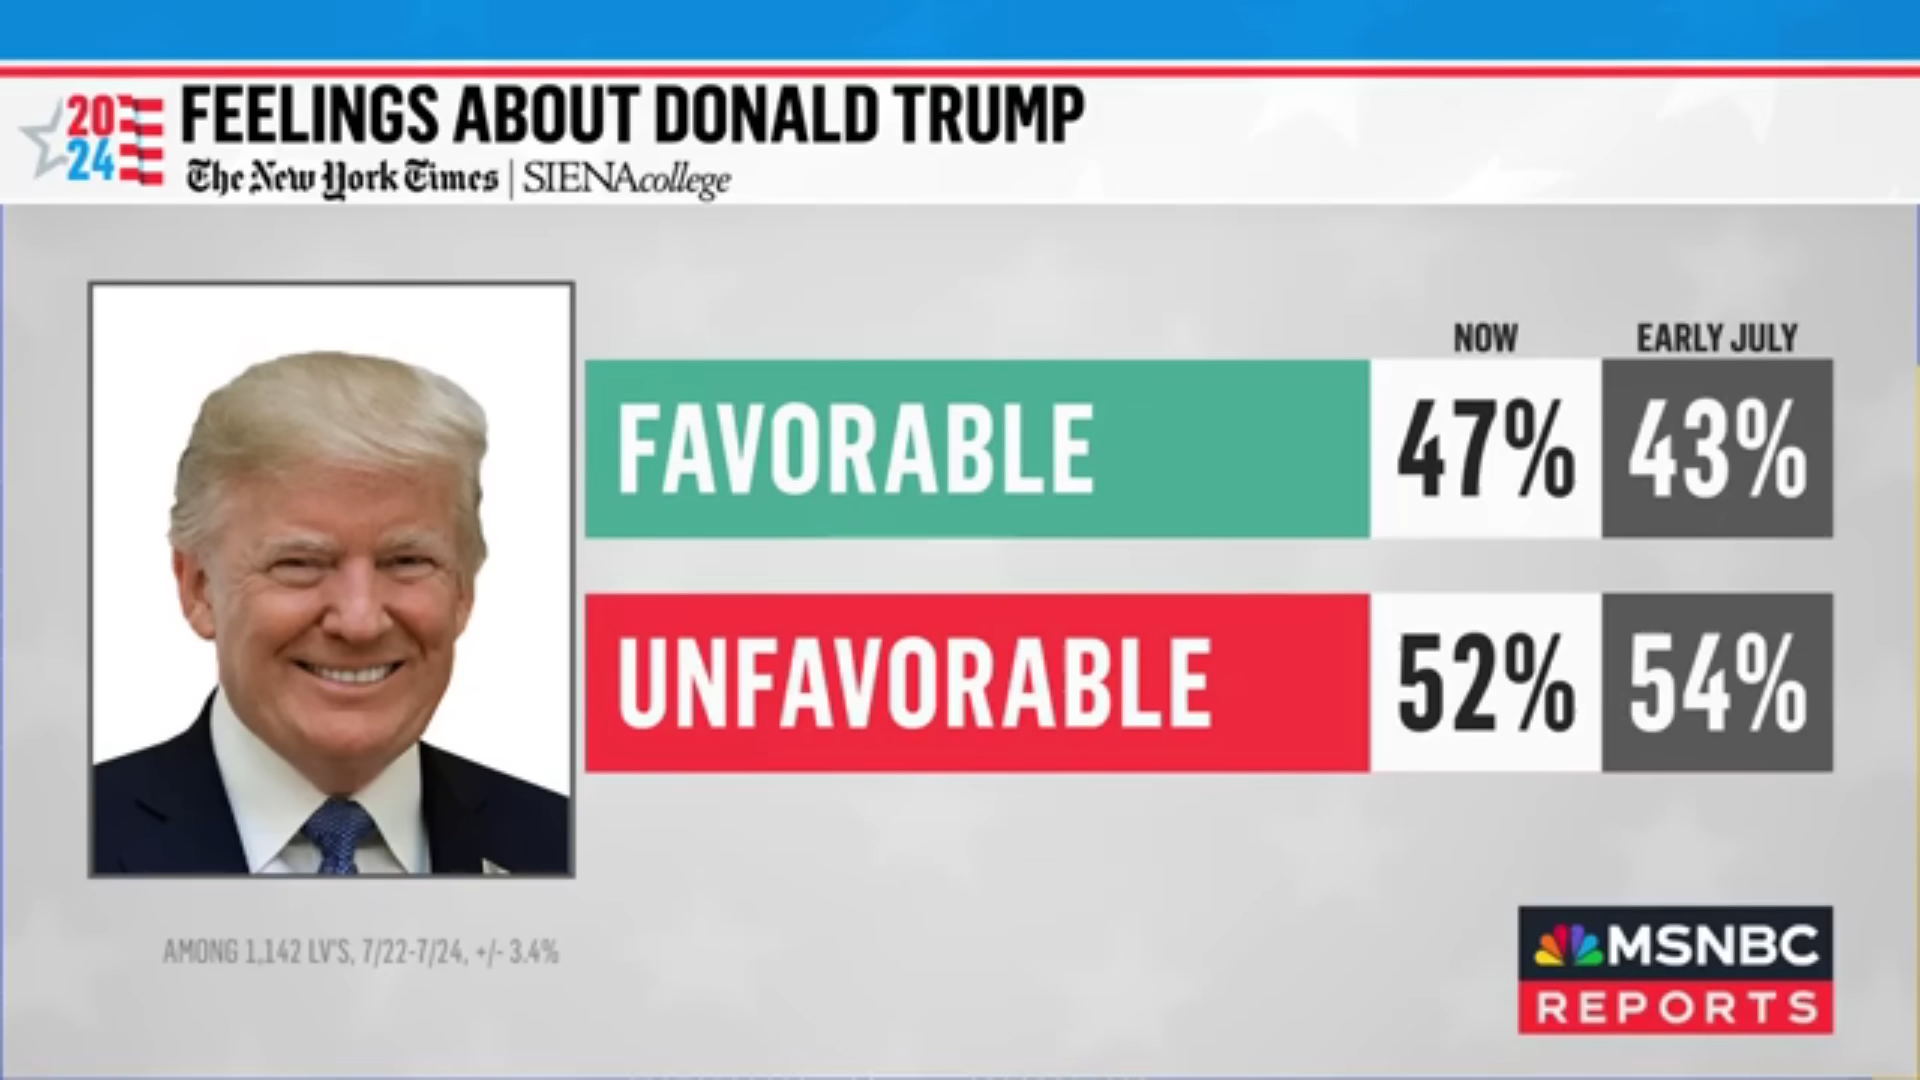 2024
FEELINGS ABOUT DONALD TRUMP
The New York Times | SIENAcollege
NOW EARLY JULY
FAVORABLE 47% 43%
UNFAVORABLE 52% 54%
AMONG 1,142 LV'S, 7/22-7/24, +/- 3.4%
MSNBC
REPORTS